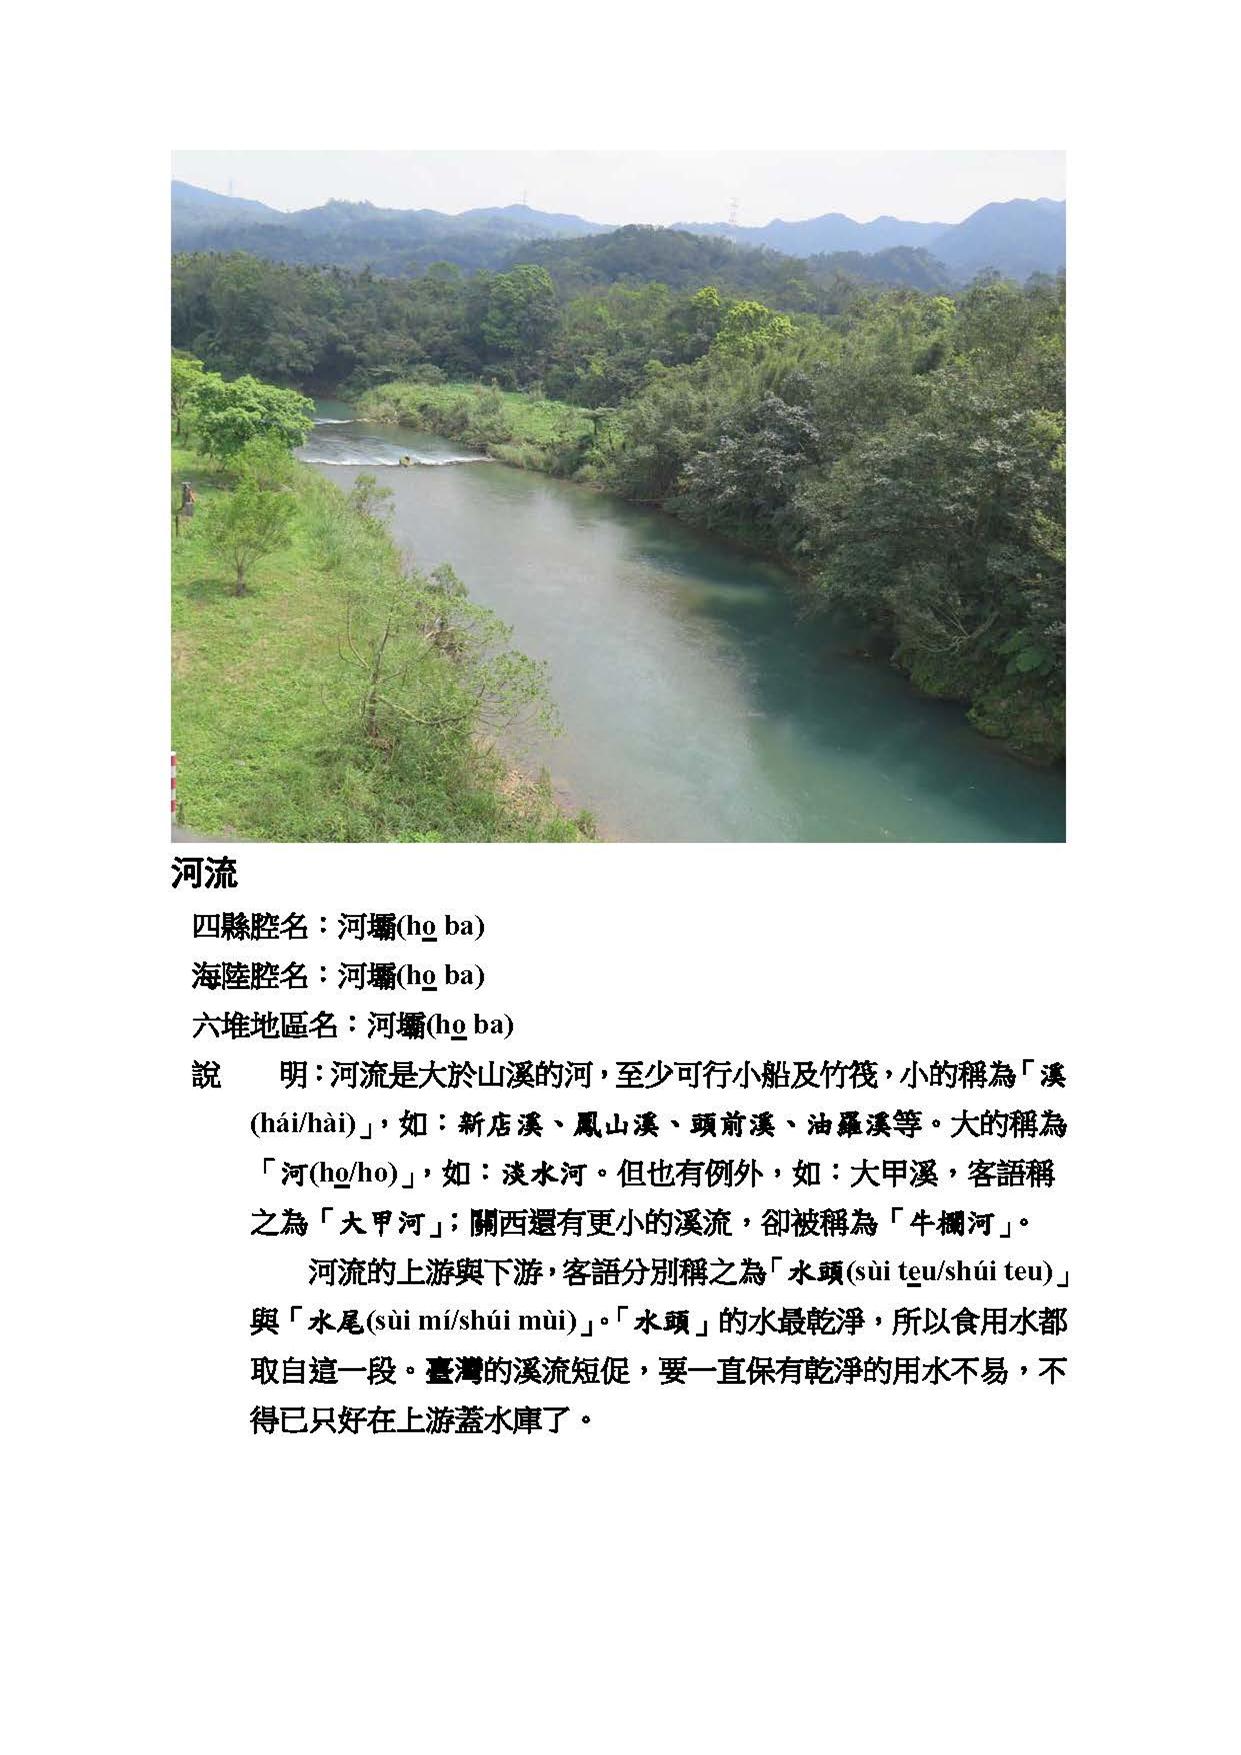 河流
四縣腔名：河壩(ho̲ ba)
海陸腔名：河壩(ho̲ ba)
六堆地區名：河壩(ho̲ ba)
說　　明：河流是大於山溪的河，至少可行小船及竹筏，小的稱為「溪
(hái/hài)」，如：新店溪、鳳山溪、頭前溪、油羅溪等。大的稱為
「河(ho̲/ho)」，如：淡水河。但也有例外，如：大甲溪，客語稱
之為「大甲河」；關西還有更小的溪流，卻被稱為「牛欄河」。
河流的上游與下游，客語分別稱之為「水頭(sùi te̲u/shúi teu)」
與「水尾(sùi mí/shúi mùi)」。「水頭」的水最乾淨，所以食用水都
取自這一段。臺灣的溪流短促，要一直保有乾淨的用水不易，不
得已只好在上游蓋水庫了。